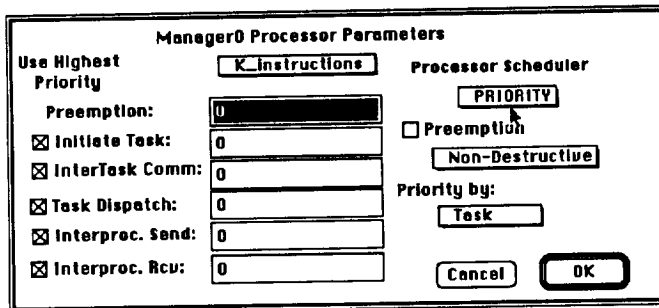 Manager0 Processor Parameters
Use Highest
Priority
K_instructions
Preemption: 0
Initiate Task: 0
InterTask Comm: 0
Task Dispatch: 0
Interproc. Send: 0
Interproc. Rcv: 0
Processor Scheduler
PRIORITY
Preemption
Non-Destructive
Priority by:
Task
Cancel
OK